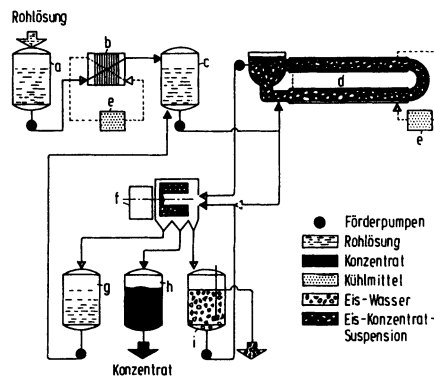 Rohlösung
a
b
c
d
e
e
f
g
h
i
Konzentrat
Förderpumpen
Rohlösung
Konzentrat
Kühlmittel
Eis-Wasser
Eis-Konzentrat-
Suspension